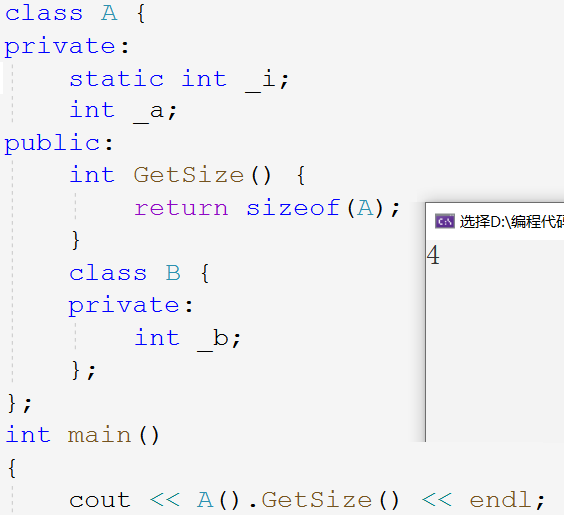 class A {
private:
    static int _i;
    int _a;
public:
    int GetSize() {
        return sizeof(A);
    }
    class B {
    private:
        int _b;
    };
};
int main()
{
    cout << A().GetSize() << endl;
C:\ 选择D:\编程代码
4